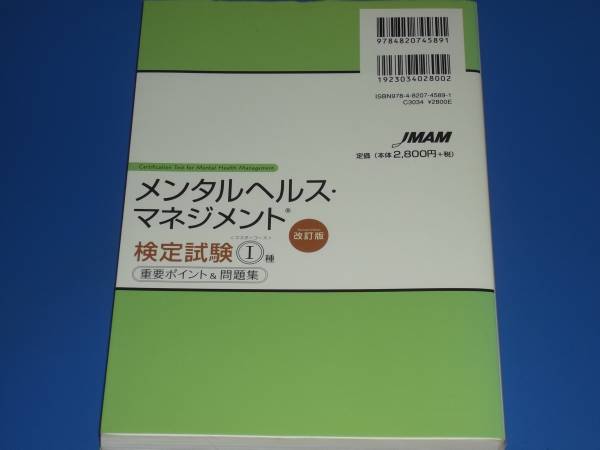 9784820745891
1923034028002
ISBN978-4-8207-4589-1
C3034 ¥2800E
JMAM
定価（本体2,800円+税）
Certification Test for Mental Health Management
メンタルヘルス・
マネジメント®
<マスターコース>
検定試験Ⅰ種
改訂版
重要ポイント&問題集